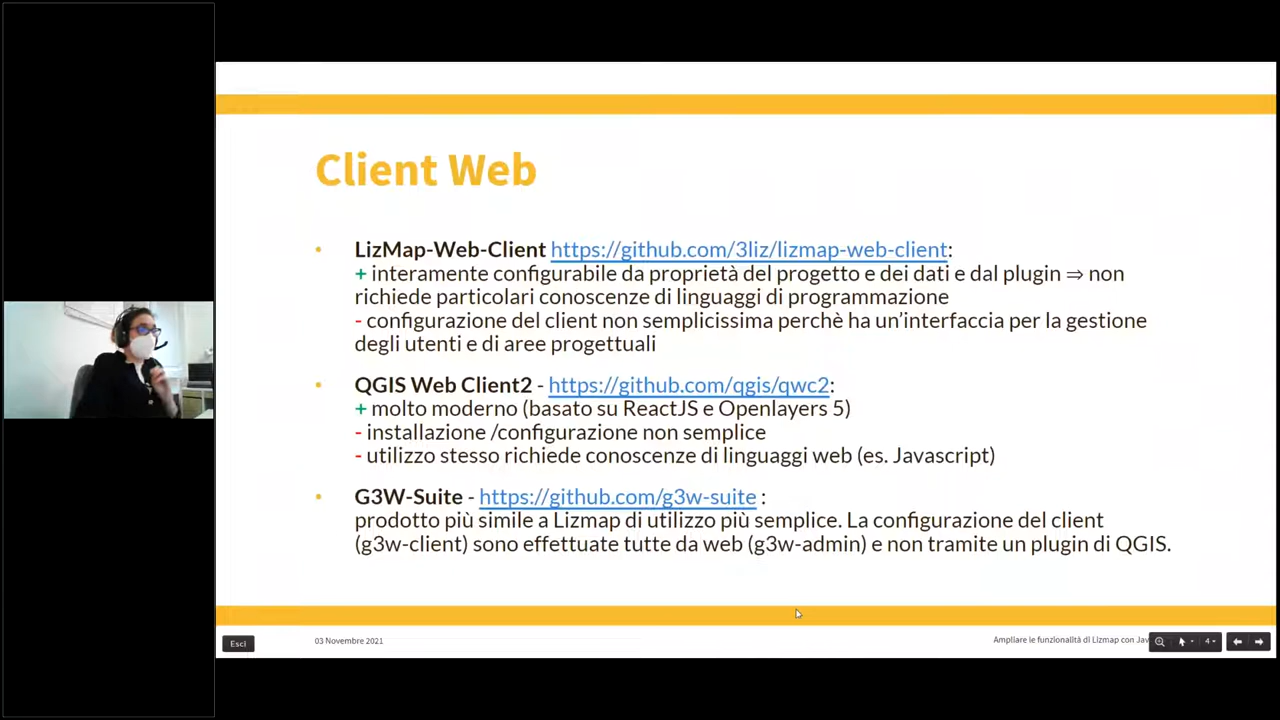 Client Web
• LizMap-Web-Client https://github.com/3liz/lizmap-web-client:
+ interamente configurabile da proprietà del progetto e dei dati e dal plugin ⇒ non
richiede particolari conoscenze di linguaggi di programmazione
- configurazione del client non semplicissima perchè ha un’interfaccia per la gestione
degli utenti e di aree progettuali
• QGIS Web Client2 - https://github.com/qgis/qwc2:
+ molto moderno (basato su ReactJS e Openlayers 5)
- installazione /configurazione non semplice
- utilizzo stesso richiede conoscenze di linguaggi web (es. Javascript)
• G3W-Suite - https://github.com/g3w-suite :
prodotto più simile a Lizmap di utilizzo più semplice. La configurazione del client
(g3w-client) sono effettuate tutte da web (g3w-admin) e non tramite un plugin di QGIS.
Esci
03 Novembre 2021
Ampliare le funzionalità di Lizmap con Jav
4